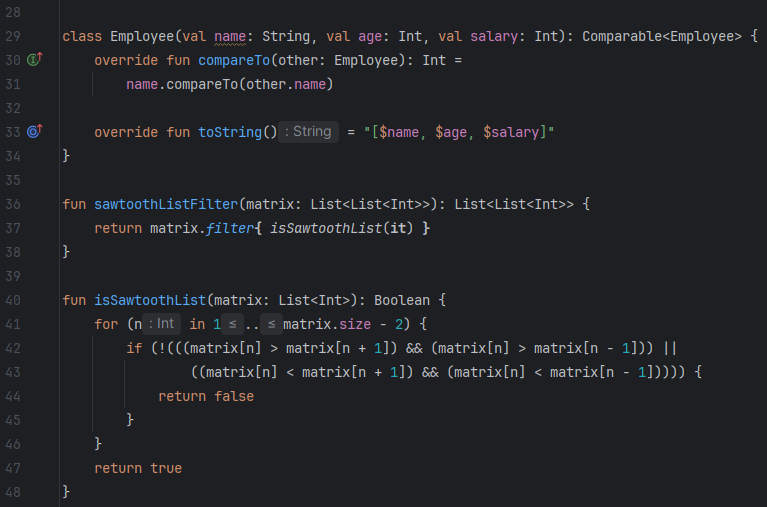 28
29 class Employee(val name: String, val age: Int, val salary: Int): Comparable<Employee> {
30     override fun compareTo(other: Employee): Int =
31         name.compareTo(other.name)
32
33     override fun toString() : String = "[$name, $age, $salary]"
34 }
35
36 fun sawtoothListFilter(matrix: List<List<Int>>): List<List<Int>> {
37     return matrix.filter{ isSawtoothList(it) }
38 }
39
40 fun isSawtoothList(matrix: List<Int>): Boolean {
41     for (n : Int in 1 ≤ .. ≤ matrix.size - 2) {
42         if (!(((matrix[n] > matrix[n + 1]) && (matrix[n] > matrix[n - 1])) ||
43                 ((matrix[n] < matrix[n + 1]) && (matrix[n] < matrix[n - 1])))) {
44             return false
45         }
46     }
47     return true
48 }